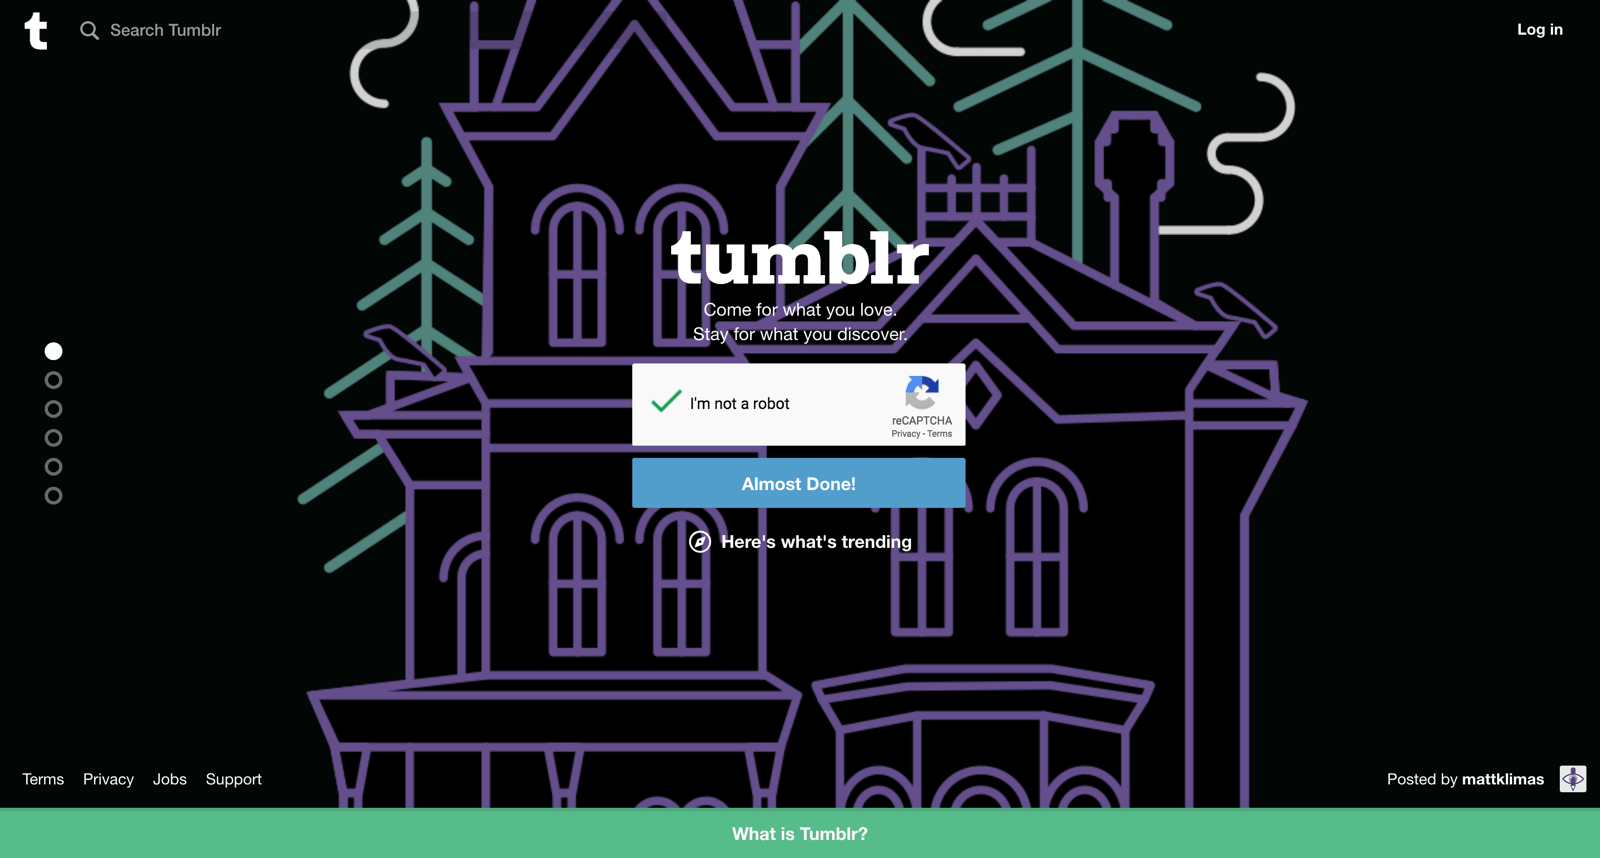 t
Search Tumblr
Log in
tumblr
Come for what you love.
Stay for what you discover.
I'm not a robot
reCAPTCHA
Privacy - Terms
Almost Done!
Here's what's trending
Terms Privacy Jobs Support
Posted by mattklimas
What is Tumblr?